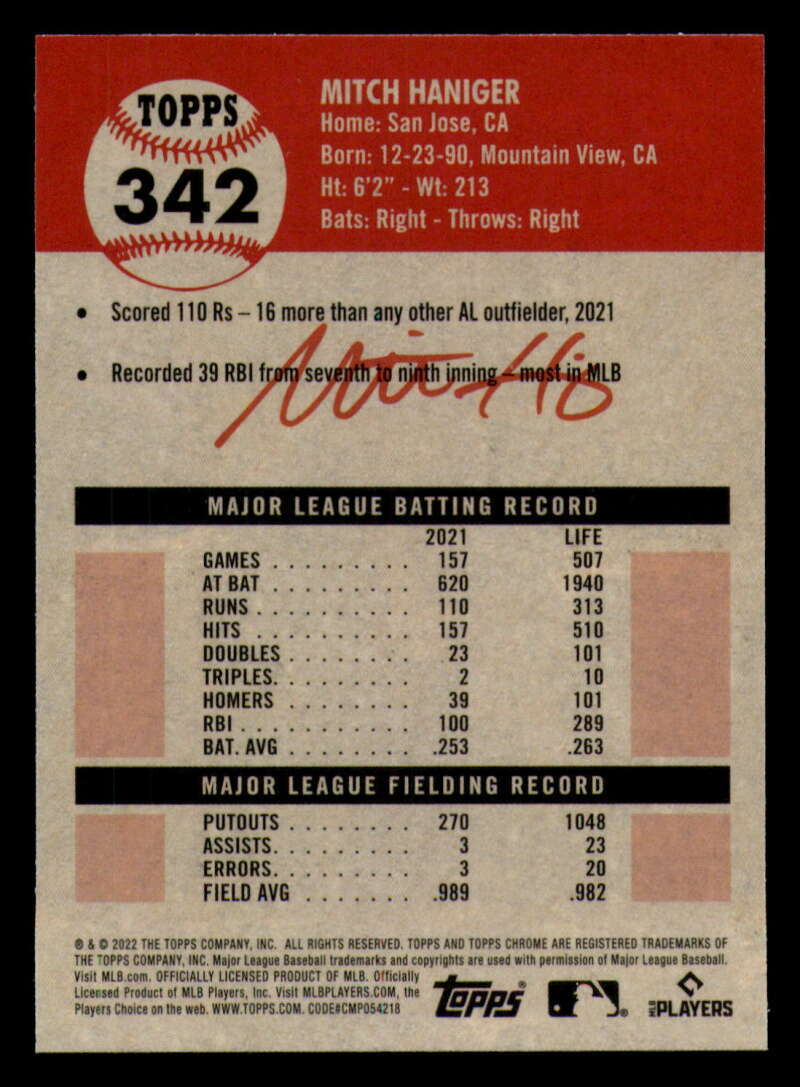 TOPPS
342
MITCH HANIGER
Home: San Jose, CA
Born: 12-23-90, Mountain View, CA
Ht: 6'2" - Wt: 213
Bats: Right - Throws: Right
• Scored 110 Rs – 16 more than any other AL outfielder, 2021
• Recorded 39 RBI from seventh to ninth inning – most in MLB
MAJOR LEAGUE BATTING RECORD
2021 LIFE
GAMES . . . . . . . . . 157 507
AT BAT . . . . . . . . . 620 1940
RUNS . . . . . . . . . . 110 313
HITS . . . . . . . . . . 157 510
DOUBLES . . . . . . . . 23 101
TRIPLES. . . . . . . . . 2 10
HOMERS . . . . . . . . 39 101
RBI . . . . . . . . . . . 100 289
BAT. AVG . . . . . . . . .253 .263
MAJOR LEAGUE FIELDING RECORD
PUTOUTS . . . . . . . . 270 1048
ASSISTS. . . . . . . . . 3 23
ERRORS. . . . . . . . . 3 20
FIELD AVG . . . . . . . .989 .982
® & © 2022 THE TOPPS COMPANY, INC. ALL RIGHTS RESERVED. TOPPS AND TOPPS CHROME ARE REGISTERED TRADEMARKS OF
THE TOPPS COMPANY, INC. Major League Baseball trademarks and copyrights are used with permission of Major League Baseball.
Visit MLB.com. OFFICIALLY LICENSED PRODUCT OF MLB. Officially
Licensed Product of MLB Players, Inc. Visit MLBPLAYERS.COM, the
Players Choice on the web. WWW.TOPPS.COM. CODE#CMP054218
Topps®
MLB PLAYERS